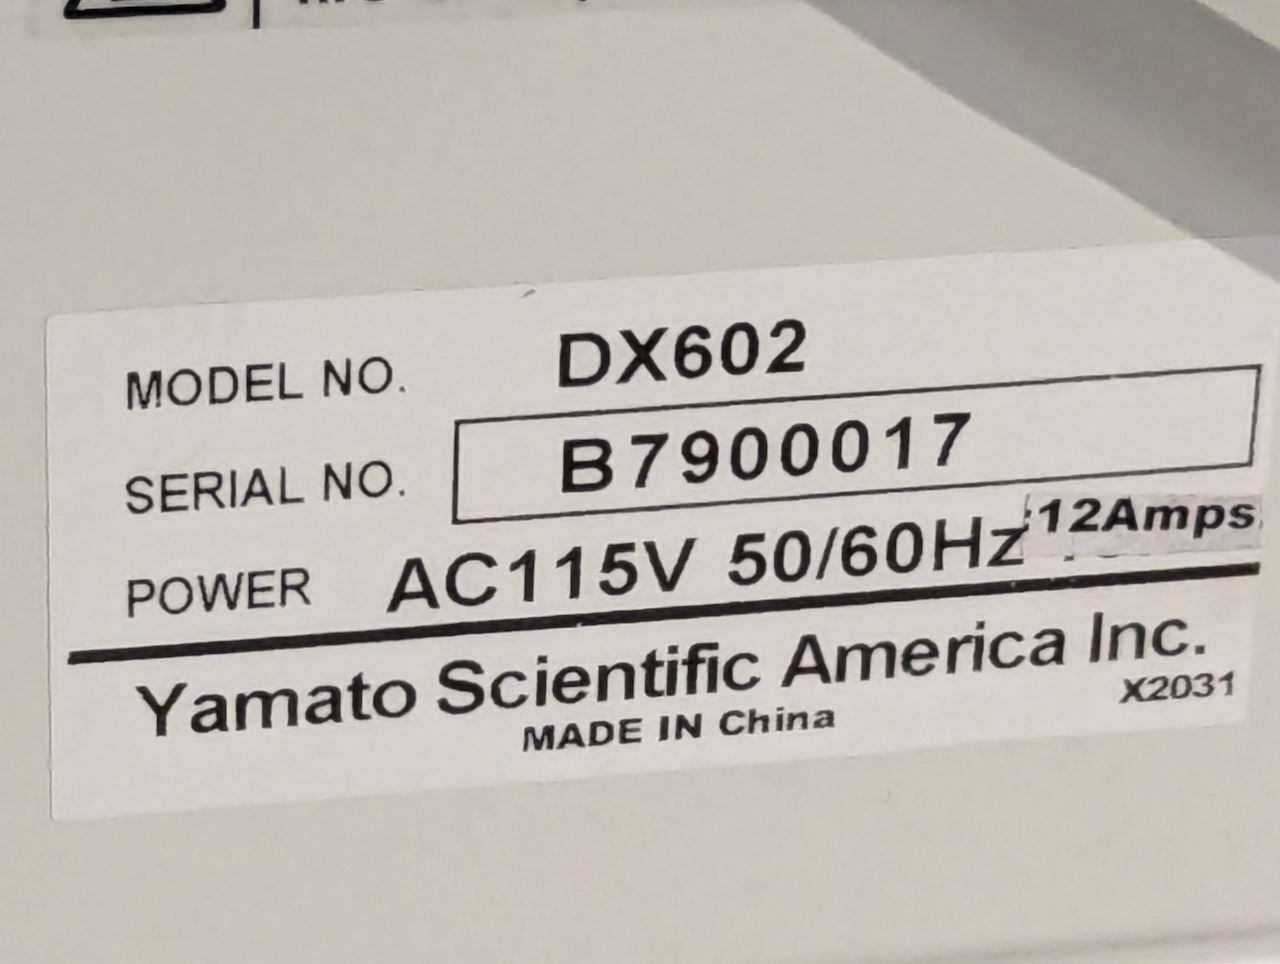 MODEL NO. DX602
SERIAL NO. B7900017
POWER AC115V 50/60Hz 12Amps
Yamato Scientific America Inc.
X2031
MADE IN China